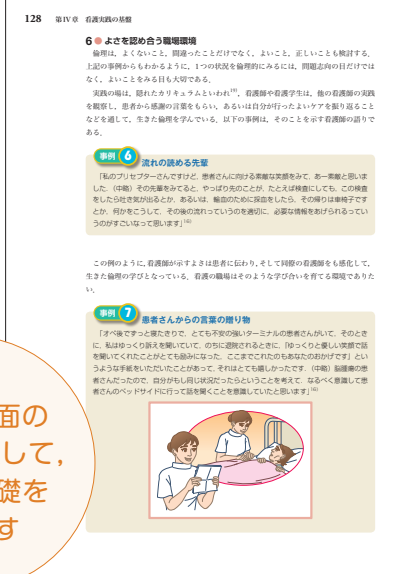 128 第Ⅳ章 看護実践の基盤
6 ● よさを認め合う職場環境
倫理は，よくないこと，間違ったことだけでなく，よいこと，正しいことも検討する．
上記の事例からもわかるように，1つの状況を倫理的にみるには，問題志向の目だけでは
なく，よいことをみる目も大切である．
実践の場は，隠れたカリキュラムといわれ19)，看護師や看護学生は，他の看護師の実践
を観察し，患者から感謝の言葉をもらい，あるいは自分が行ったよいケアを振り返ること
などを通して，生きた倫理を学んでいる．以下の事例は，そのことを示す看護師の語りで
ある．
事例 6 流れの読める先輩
「私のプリセプターさんですけど，患者さんに向ける素敵な笑顔をみて，あー素敵と思いま
した．（中略）その先輩をみてると，やっぱり先のことが，たとえば検査にしても，この検査
をしたら吐き気が出るとか，あるいは，輸血のために採血をしたら，その帰りは車椅子です
とか，何かをこうして，その後の流れっていうのを適切に，必要な情報をあげられるってい
うのがすごいなって思います」16)
この例のように，看護師が示すよさは患者に伝わり，そして同僚の看護師をも感化して，
生きた倫理の学びとなっている．看護の職場はそのような学び合いを育てる環境でありた
い．
事例 7 患者さんからの言葉の贈り物
「オペ後でずっと寝たきりで，とても不安の強いターミナルの患者さんがいて，そのとき
に，私はゆっくり訴えを聞いていて，のちに退院されるときに，『ゆっくりと優しい笑顔で話
を聞いてくれたことがとても励みになった．ここまでこれたのもあなたのおかげです』とい
うような手紙をいただいたことがあって，それはとても嬉しかったです．（中略）脳腫瘍の患
者さんだったので，自分がもし同じ状況だったらということを考えて，なるべく意識して患
者さんのベッドサイドに行って話を聞くことを意識していたと思います」16)
面の
して，
礎を
す